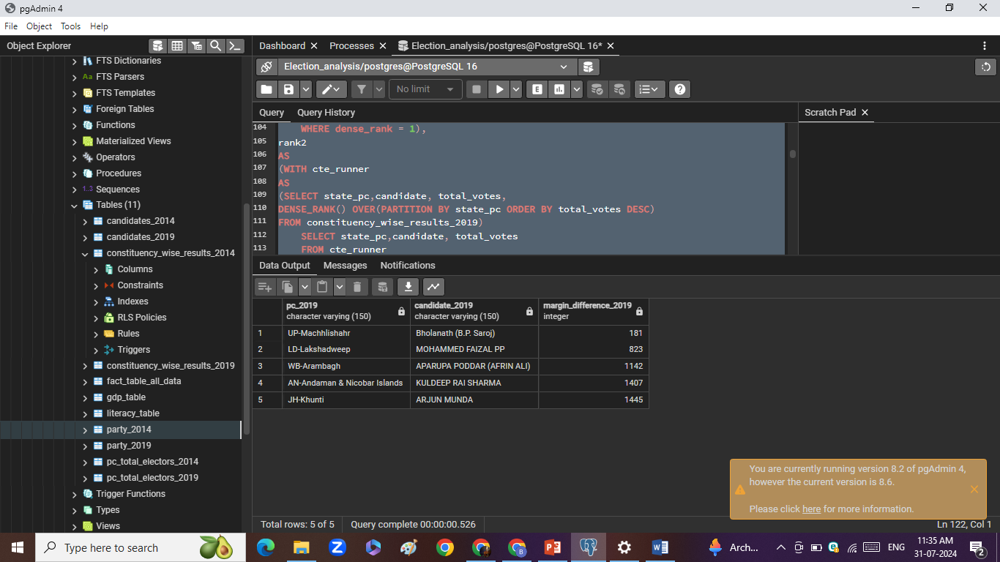 pgAdmin 4
File Object Tools Help
Object Explorer
FTS Dictionaries
Aa FTS Parsers
FTS Templates
Foreign Tables
Functions
Materialized Views
Operators
Procedures
1.3 Sequences
Tables (11)
candidates_2014
candidates_2019
constituency_wise_results_2014
Columns
Constraints
Indexes
RLS Policies
Rules
Triggers
constituency_wise_results_2019
fact_table_all_data
gdp_table
literacy_table
party_2014
party_2019
pc_total_electors_2014
pc_total_electors_2019
Trigger Functions
Types
Views
Dashboard Processes Election_analysis/postgres@PostgreSQL 16*
Election_analysis/postgres@PostgreSQL 16
No limit E
Query Query History
Scratch Pad
104 WHERE dense_rank = 1),
105 rank2
106 AS
107 (WITH cte_runner
108 AS
109 (SELECT state_pc,candidate, total_votes,
110 DENSE_RANK() OVER(PARTITION BY state_pc ORDER BY total_votes DESC)
111 FROM constituency_wise_results_2019)
112 SELECT state_pc,candidate, total_votes
113 FROM cte_runner
Data Output Messages Notifications
pc_2019 candidate_2019 margin_difference_2019
character varying (150) character varying (150) integer
1 UP-Machhlishahr Bholanath (B.P. Saroj) 181
2 LD-Lakshadweep MOHAMMED FAIZAL PP 823
3 WB-Arambagh APARUPA PODDAR (AFRIN ALI) 1142
4 AN-Andaman & Nicobar Islands KULDEEP RAI SHARMA 1407
5 JH-Khunti ARJUN MUNDA 1445
You are currently running version 8.2 of pgAdmin 4,
however the current version is 8.6.
Please click here for more information.
Total rows: 5 of 5 Query complete 00:00:00.526 Ln 122, Col 1
Type here to search
Arch... ENG
11:35 AM
31-07-2024
2